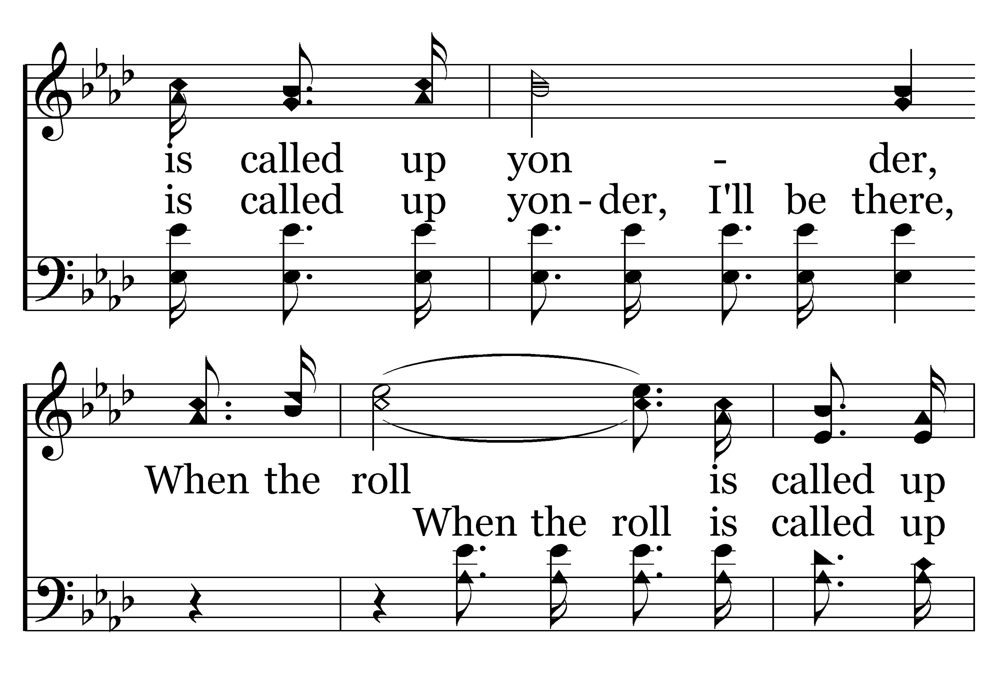 is called up yon - der,
is called up yon - der, I'll be there,
When the roll is called up
When the roll is called up